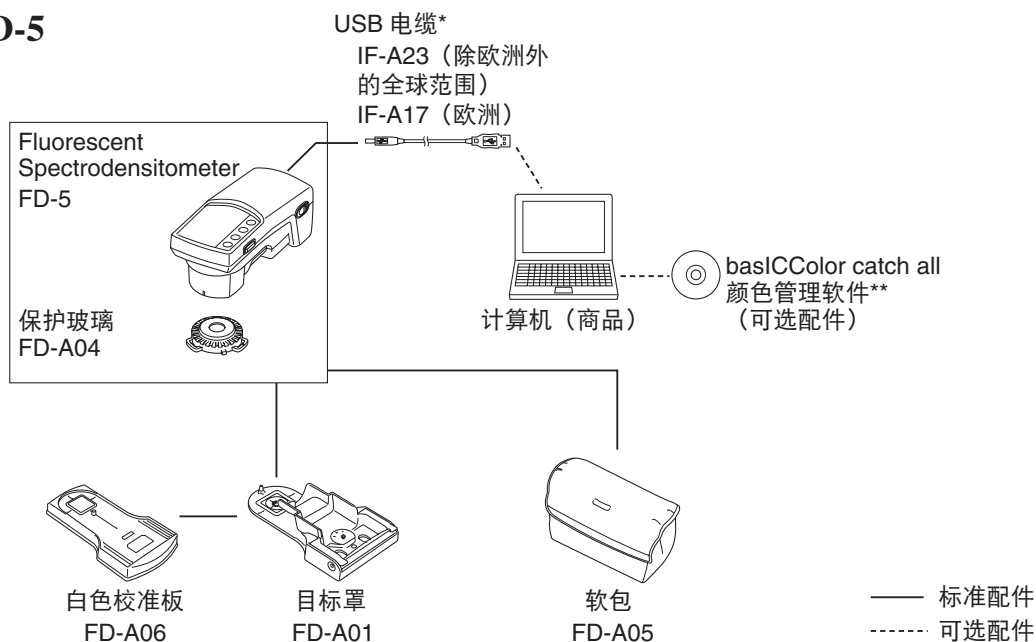 D-5
USB 电缆*
IF-A23（除欧洲外
的全球范围）
IF-A17（欧洲）
Fluorescent
Spectrodensitometer
FD-5
保护玻璃
FD-A04
计算机（商品）
basICColor catch all
颜色管理软件**
（可选配件）
白色校准板
FD-A06
目标罩
FD-A01
软包
FD-A05
标准配件
可选配件